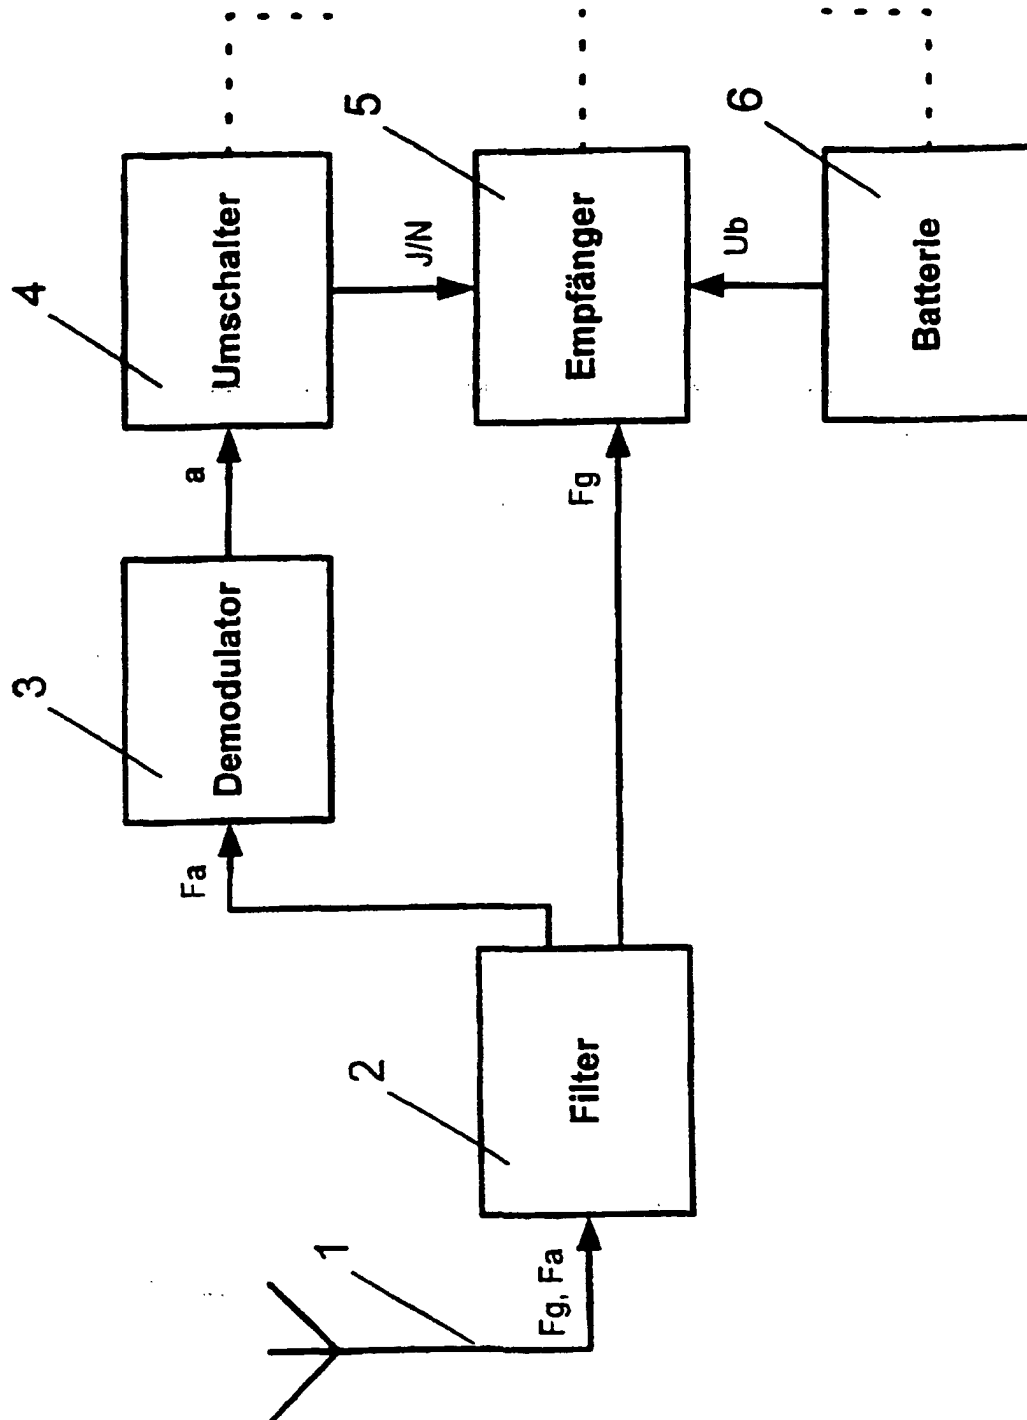 1
Fg, Fa
2
Filter
Fa
3
Demodulator
a
4
Umschalter
J/N
Fg
5
Empfänger
Ub
6
Batterie